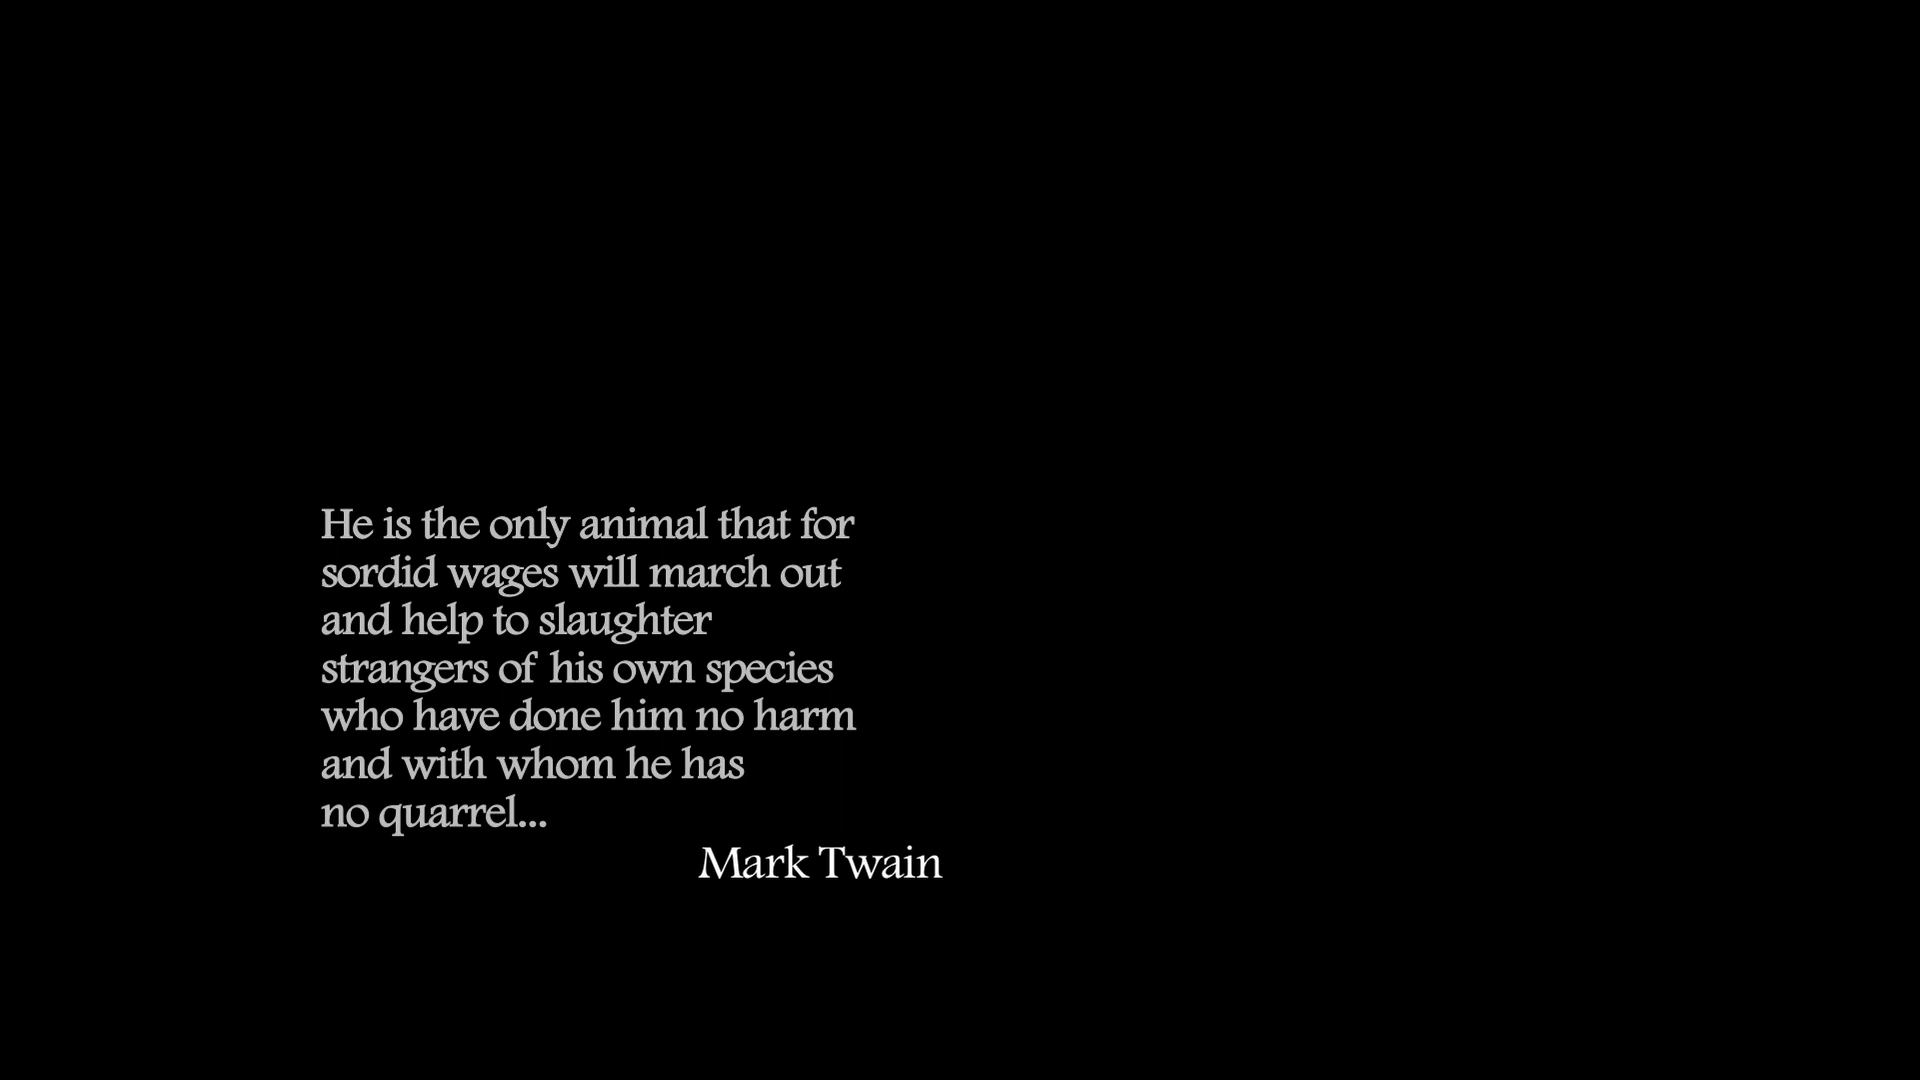 He is the only animal that for
sordid wages will march out
and help to slaughter
strangers of his own species
who have done him no harm
and with whom he has
no quarrel...
Mark Twain